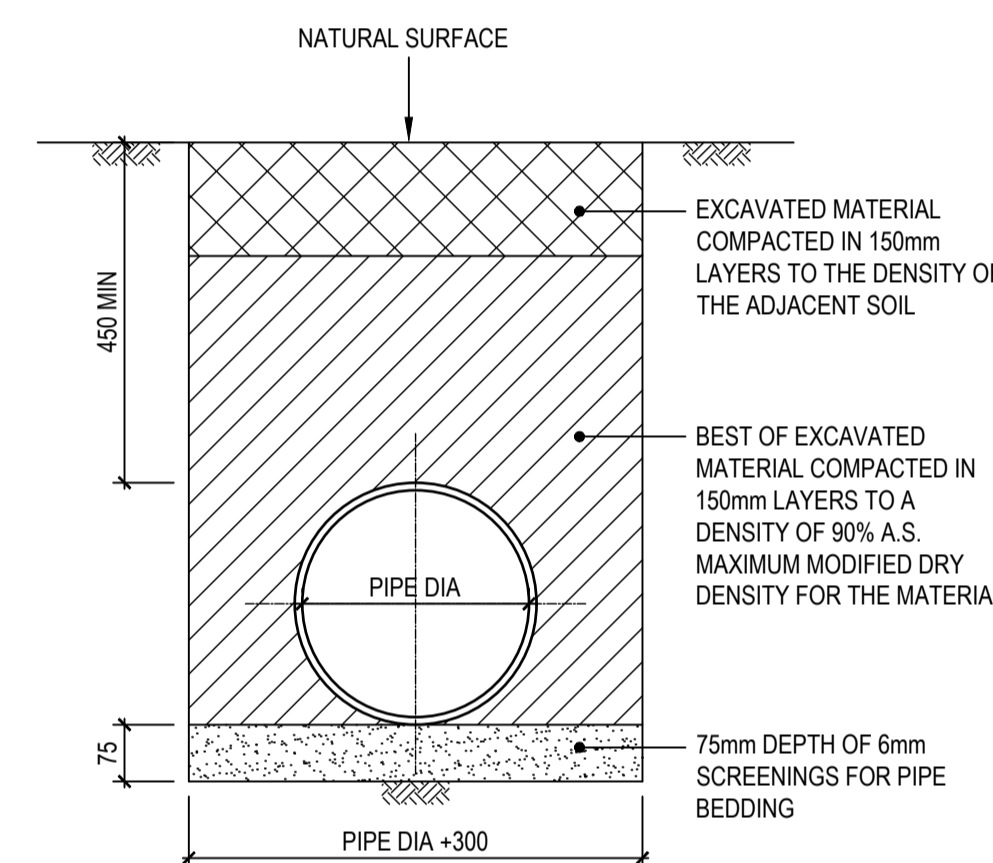 NATURAL SURFACE
EXCAVATED MATERIAL
COMPACTED IN 150mm
LAYERS TO THE DENSITY
THE ADJACENT SOIL
450 MIN
BEST OF EXCAVATED
MATERIAL COMPACTED IN
150mm LAYERS TO A
DENSITY OF 90% A.S.
MAXIMUM MODIFIED DRY
DENSITY FOR THE MATERIA
PIPE DIA
75
75mm DEPTH OF 6mm
SCREENINGS FOR PIPE
BEDDING
PIPE DIA +300